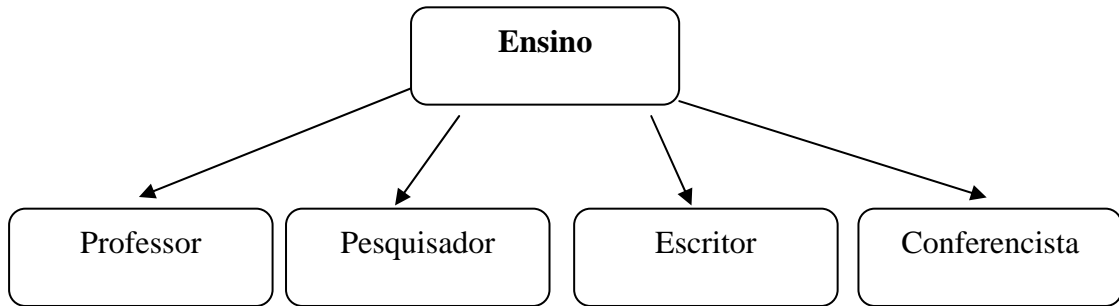 Ensino
Professor
Pesquisador
Escritor
Conferencista